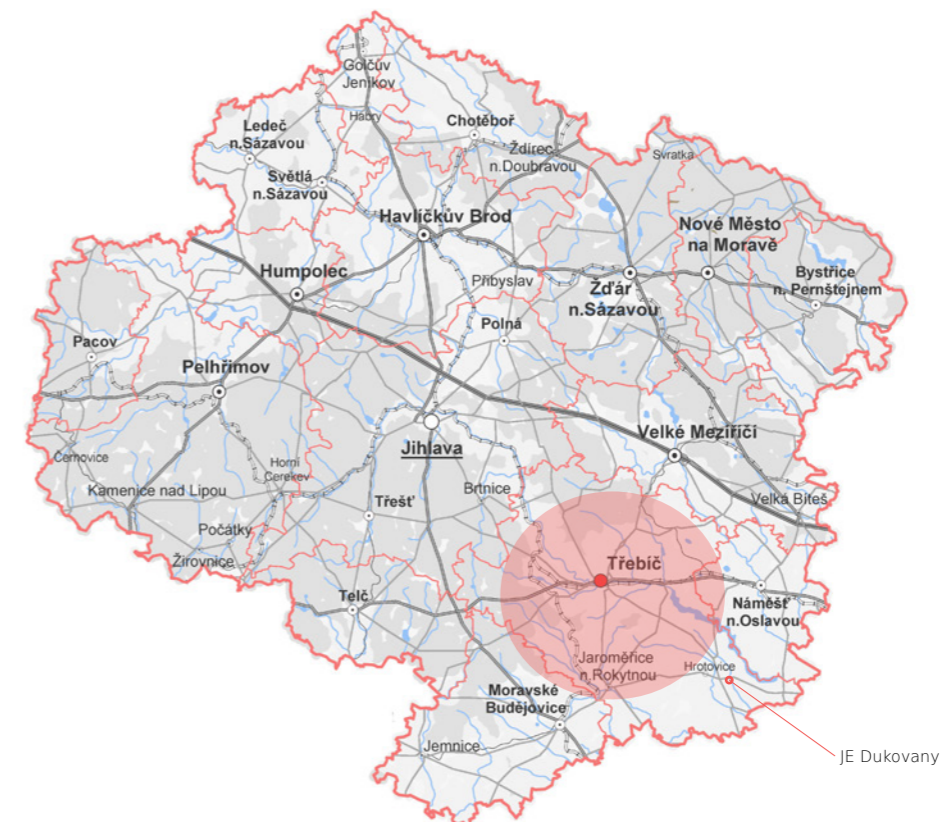 Golčův
Jeníkov
Habry
Chotěboř
Ledeč
n.Sázavou
Ždírec
n.Doubravou
Svratka
Světlá
n.Sázavou
Havlíčkův Brod
Nové Město
na Moravě
Humpolec
Přibyslav
Žďár
n.Sázavou
Bystřice
n. Pernštejnem
Polná
Pacov
Pelhřimov
Jihlava
Velké Meziříčí
Černovice
Horní
Cerekev
Kamenice nad Lipou
Brtnice
Velká Bíteš
Třešť
Počátky
Žirovnice
Třebíč
Telč
Náměšť
n.Oslavou
Jaroměřice
n.Rokytnou
Hrotovice
Moravské
Budějovice
Jemnice
JE Dukovany